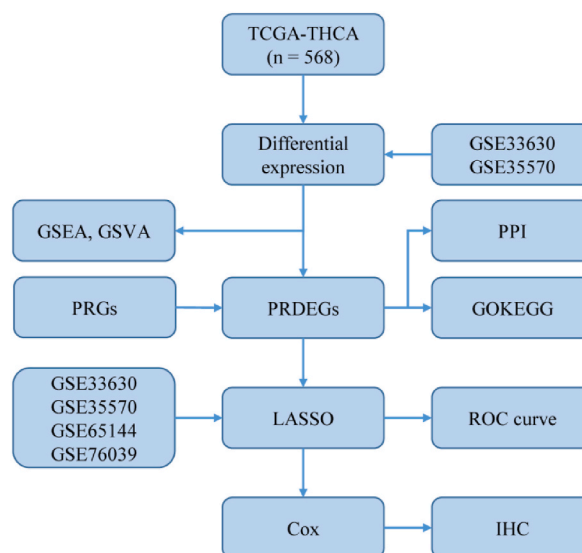 TCGA-THCA
(n = 568)
Differential
expression
GSE33630
GSE35570
GSEA, GSVA
PPI
PRGs
PRDEGs
GOKEGG
GSE33630
GSE35570
GSE65144
GSE76039
LASSO
ROC curve
Cox
IHC